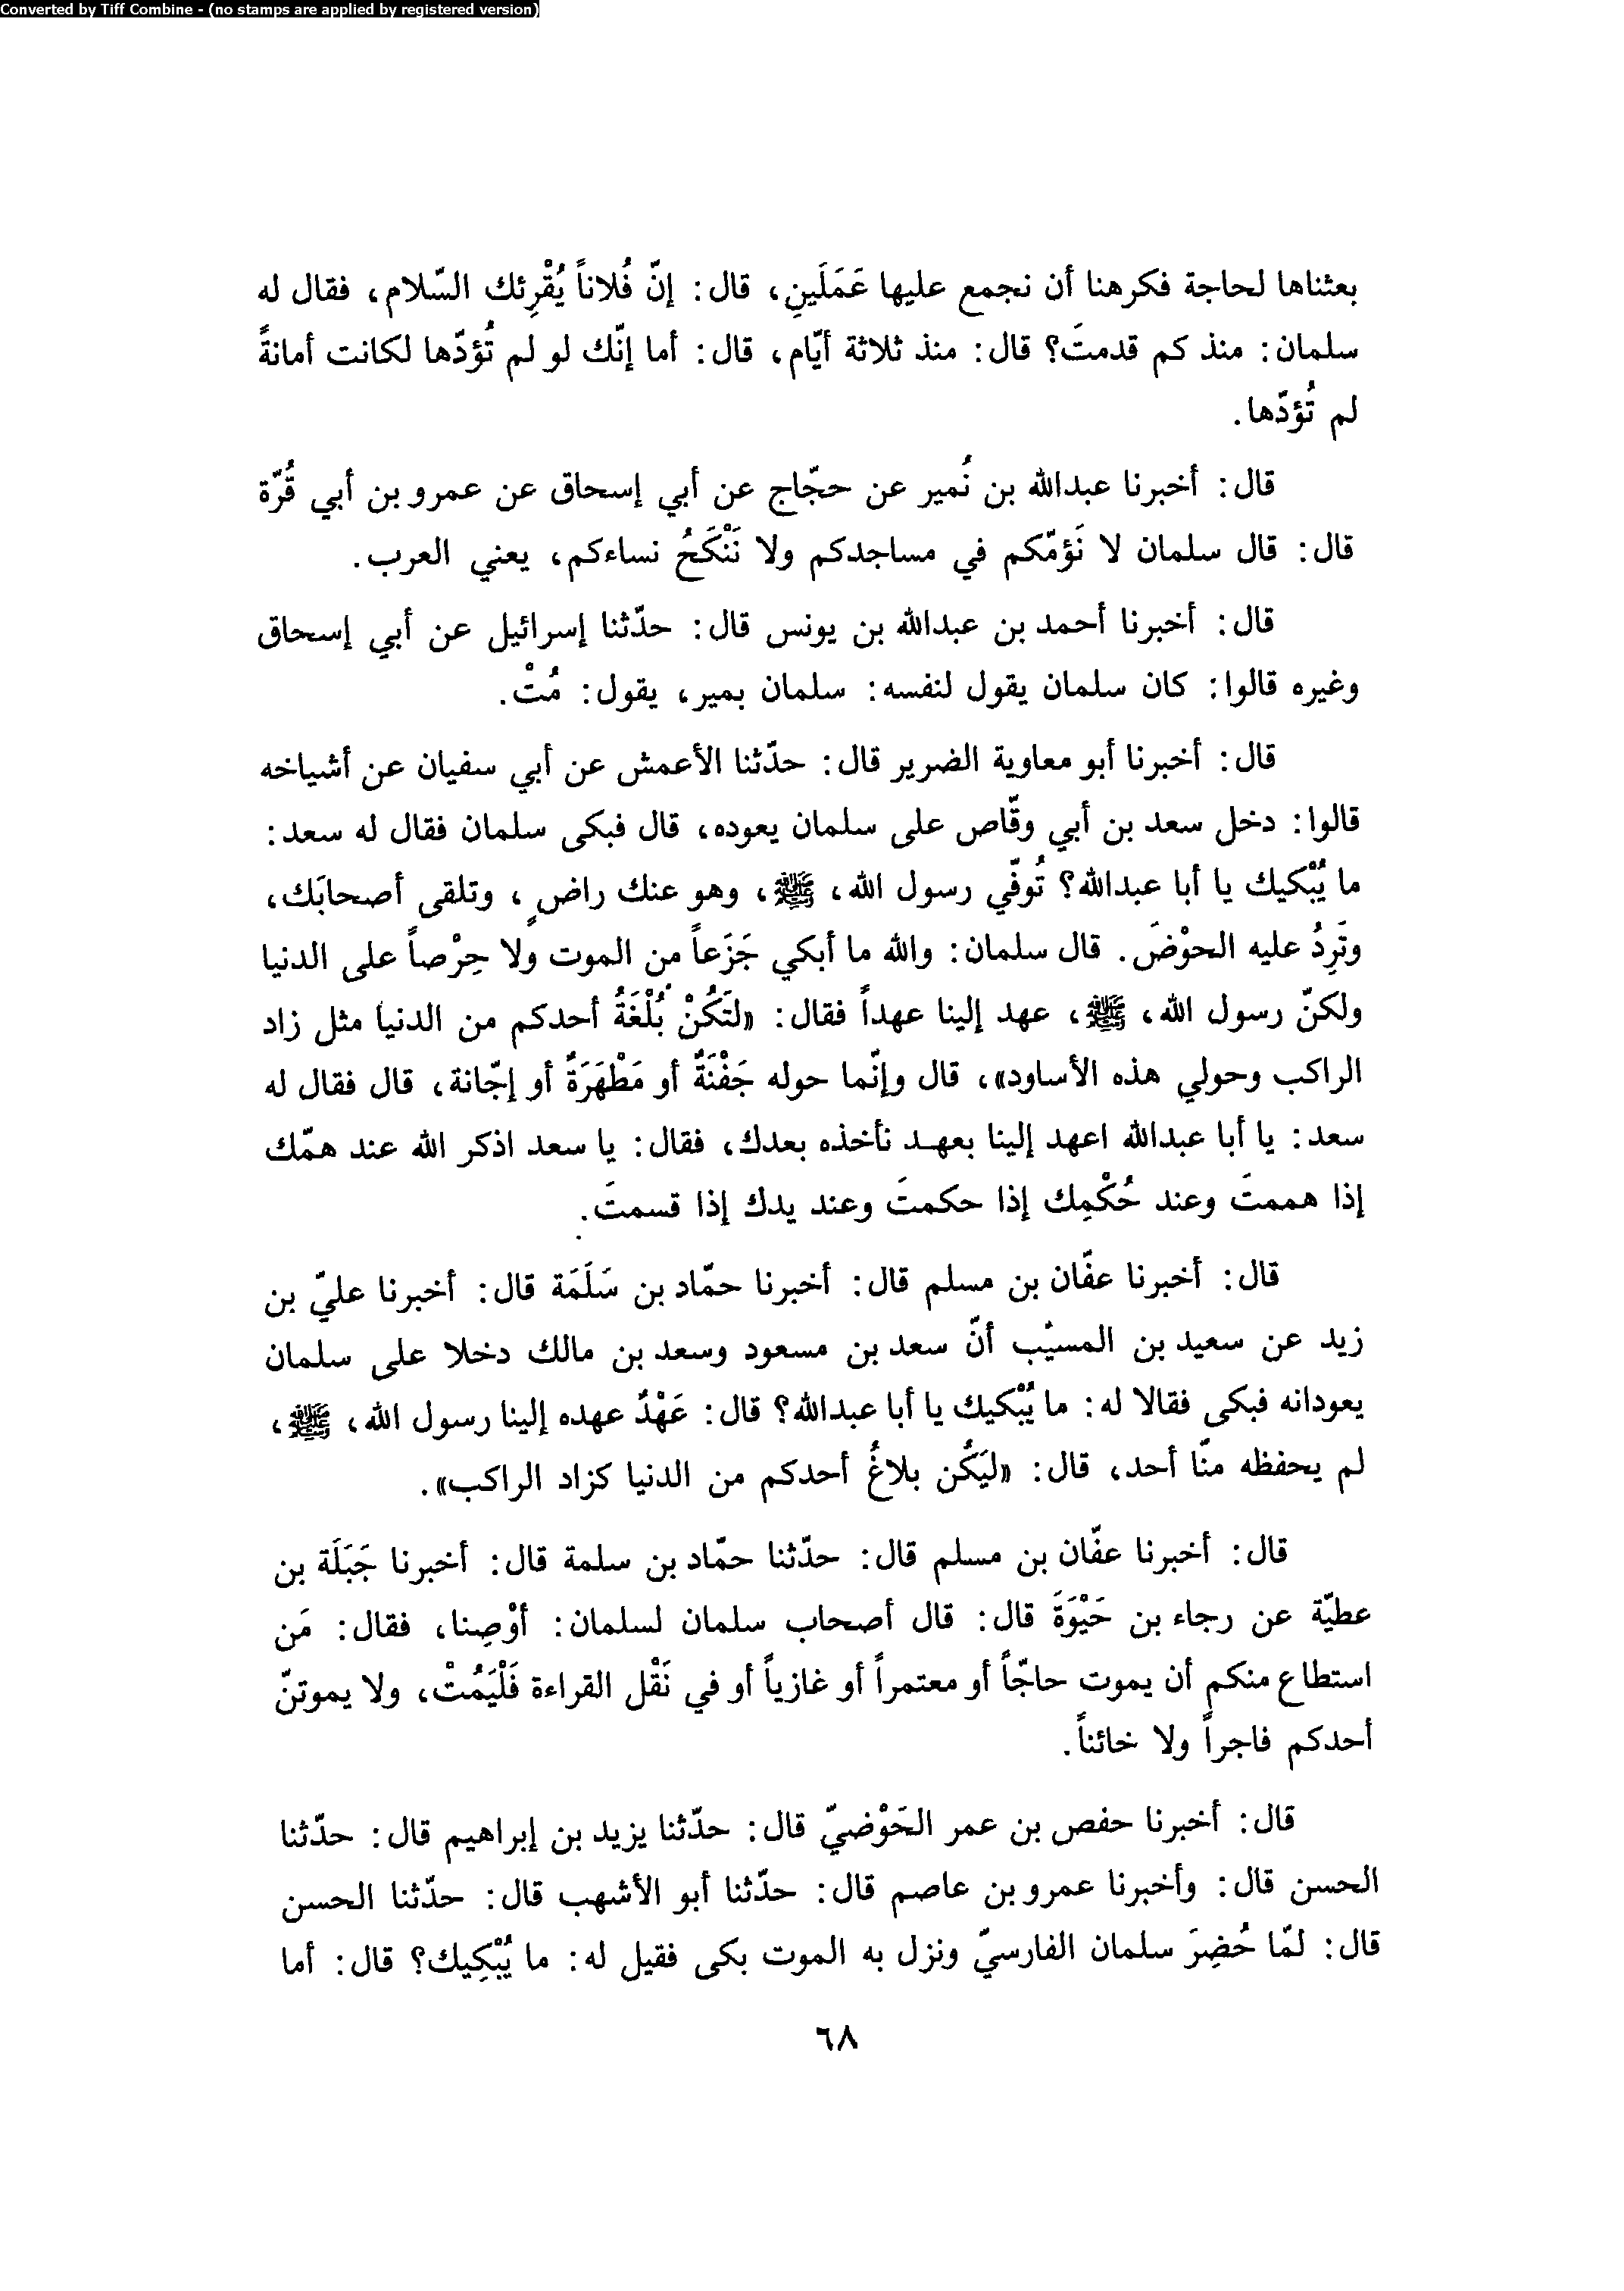 Converted by Tiff Combine - (no stamps are applied by registered version)
بعثناها لحاجة فكرهنا أن نجمع عليها عَمَلَينِ، قال: إنّ فُلاناً يُقْرِئك السّلام، فقال له
سلمان: منذ كم قدمتَ؟ قال: منذ ثلاثة أيّام، قال: أما إنّك لو لم تُؤدّها لكانت أمانةً
لم تُؤدّها.
قال: أخبرنا عبدالله بن نُمير عن حجّاج عن أبي إسحاق عن عمرو بن أبي قُرّة
قال: قال سلمان لا نَؤمّكم في مساجدكم ولا نَنْكَحُ نساءكم، يعني العرب.
قال: أخبرنا أحمد بن عبدالله بن يونس قال: حدّثنا إسرائيل عن أبي إسحاق
وغيره قالوا: كان سلمان يقول لنفسه: سلمان بمير، يقول: مُتْ.
قال: أخبرنا أبو معاوية الضرير قال: حدّثنا الأعمش عن أبي سفيان عن أشياخه
قالوا: دخل سعد بن أبي وقّاص على سلمان يعوده، قال فبكى سلمان فقال له سعد:
ما يُبْكيك يا أبا عبدالله؟ تُوفّي رسول الله، ﷺ، وهو عنك راضٍ، وتلقى أصحابَك،
وتَرِدُ عليه الحوْضَ. قال سلمان: والله ما أبكي جَزَعاً من الموت ولا حِرْصاً على الدنيا
ولكنّ رسول الله، ﷺ، عهد إلينا عهداً فقال: «لتَكُنْ بُلْغَةُ أحدكم من الدنيا مثل زاد
الراكب وحولي هذه الأساود»، قال وإنّما حوله جَفْنَةٌ أو مَطْهَرَةٌ أو إجّانة، قال فقال له
سعد: يا أبا عبدالله اعهد إلينا بعهد نأخذه بعدك، فقال: يا سعد اذكر الله عند همّك
إذا هممتَ وعند حُكْمِك إذا حكمتَ وعند يدك إذا قسمتَ.
قال: أخبرنا عفّان بن مسلم قال: أخبرنا حمّاد بن سَلَمَة قال: أخبرنا عليّ بن
زيد عن سعيد بن المسيّب أنّ سعد بن مسعود وسعد بن مالك دخلا على سلمان
يعودانه فبكى فقالا له: ما يُبْكيك يا أبا عبدالله؟ قال: عَهْدٌ عهده إلينا رسول الله، ﷺ،
لم يحفظه منّا أحد، قال: «ليَكُن بلاغُ أحدكم من الدنيا كزاد الراكب».
قال: أخبرنا عفّان بن مسلم قال: حدّثنا حمّاد بن سلمة قال: أخبرنا جَبَلَة بن
عطيّة عن رجاء بن حَيْوَةَ قال: قال أصحاب سلمان لسلمان: أوْصِنا، فقال: مَن
استطاع منكم أن يموت حاجّاً أو معتمراً أو غازياً أو في نَقْل القراءة فَلْيَمُتْ، ولا يموتنّ
أحدكم فاجراً ولا خائناً.
قال: أخبرنا حفص بن عمر الحَوْضيّ قال: حدّثنا يزيد بن إبراهيم قال: حدّثنا
الحسن قال: وأخبرنا عمرو بن عاصم قال: حدّثنا أبو الأشهب قال: حدّثنا الحسن
قال: لمّا حُضِرَ سلمان الفارسيّ ونزل به الموت بكى فقيل له: ما يُبْكِيك؟ قال: أما
٦٨